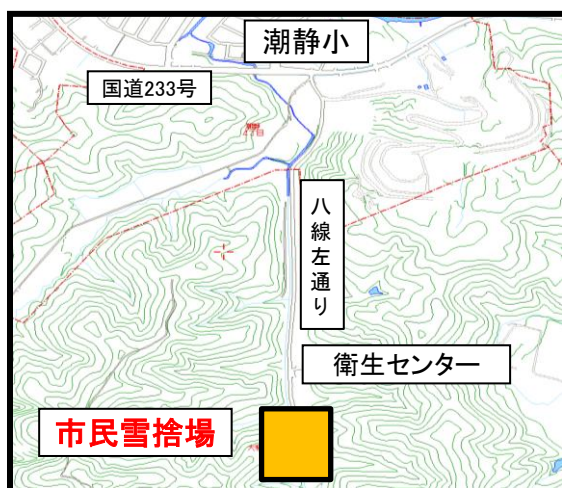 潮静小
国道233号
八線左通り
衛生センター
市民雪捨場